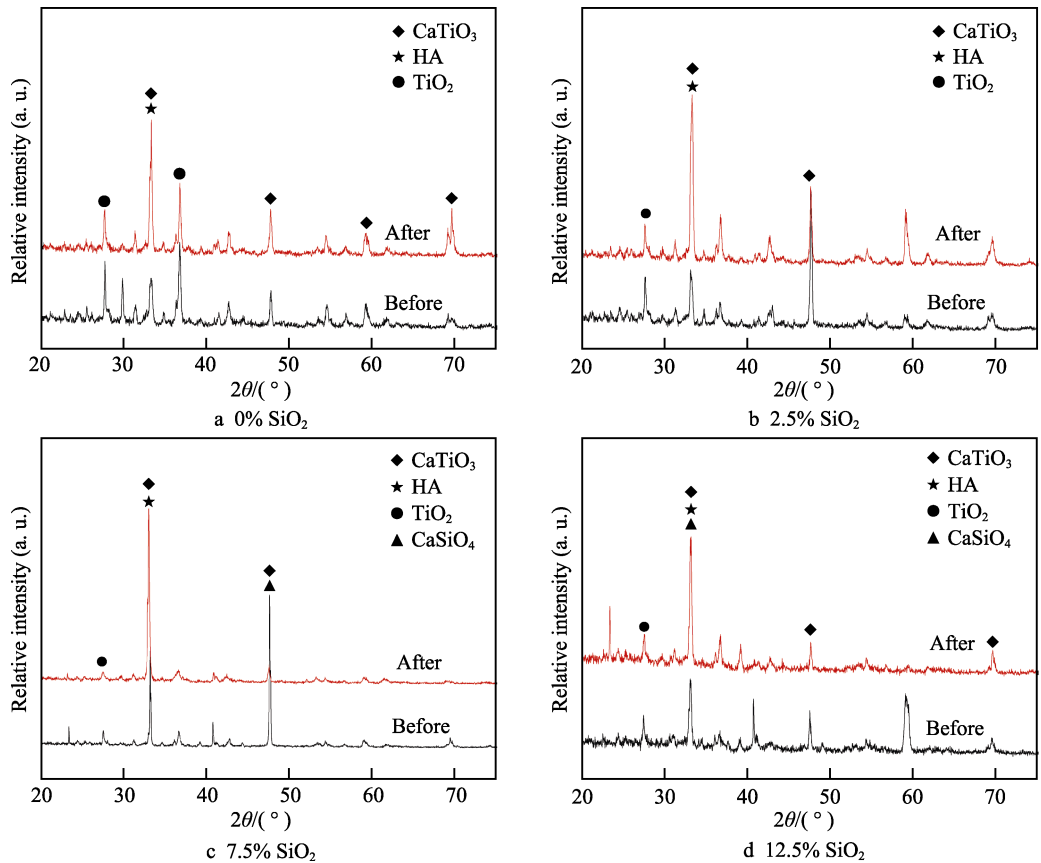 CaTiO₃
HA
TiO₂
After
Before
Relative intensity (a. u.)
20 30 40 50 60 70
2θ/( ° )
a 0% SiO₂
CaTiO₃
HA
TiO₂
After
Before
Relative intensity (a. u.)
20 30 40 50 60 70
2θ/( ° )
b 2.5% SiO₂
CaTiO₃
HA
TiO₂
CaSiO₄
After
Before
Relative intensity (a. u.)
20 30 40 50 60 70
2θ/( ° )
c 7.5% SiO₂
CaTiO₃
HA
TiO₂
CaSiO₄
After
Before
Relative intensity (a. u.)
20 30 40 50 60 70
2θ/( ° )
d 12.5% SiO₂